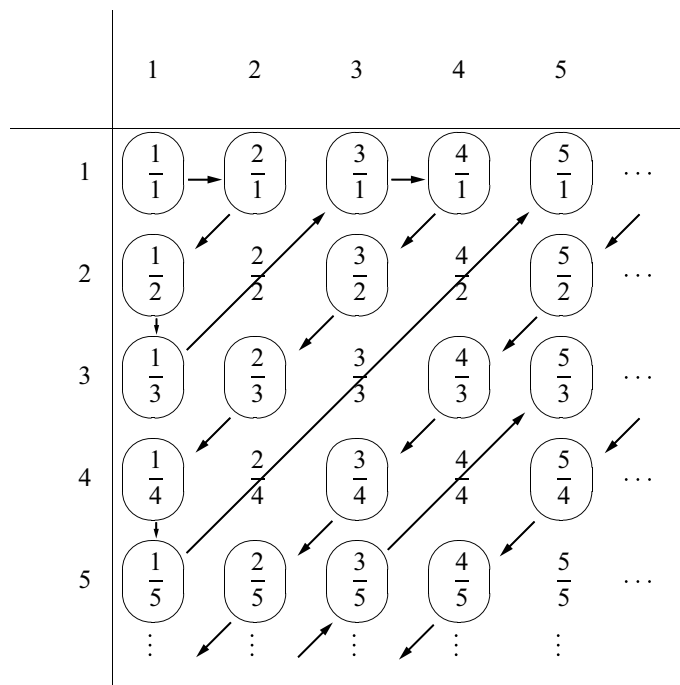 1 2 3 4 5
1 1/1 2/1 3/1 4/1 5/1 ⋯
2 1/2 2/2 3/2 4/2 5/2 ⋯
3 1/3 2/3 3/3 4/3 5/3 ⋯
4 1/4 2/4 3/4 4/4 5/4 ⋯
5 1/5 2/5 3/5 4/5 5/5 ⋯
⋮ ⋮ ⋮ ⋮ ⋮